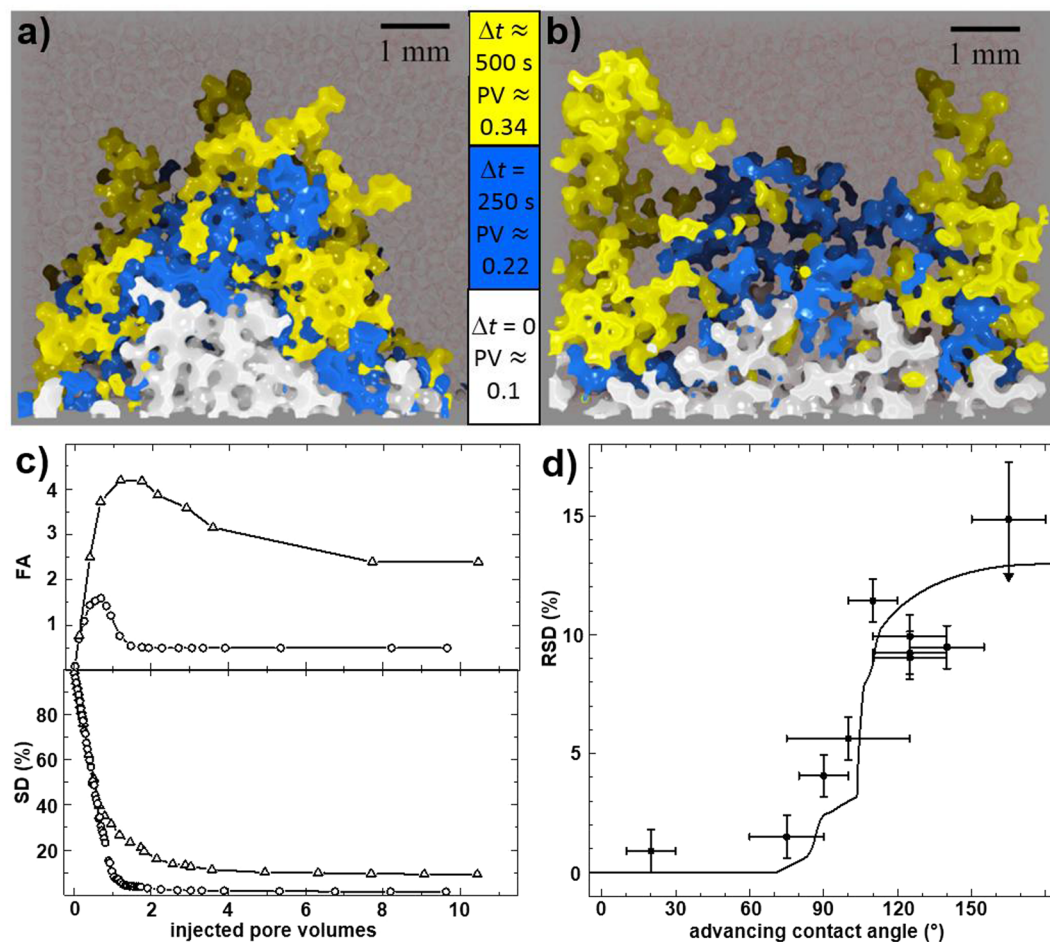 a)
1 mm
Δt ≈
500 s
PV ≈
0.34
Δt =
250 s
PV ≈
0.22
Δt = 0
PV ≈
0.1
b)
1 mm
c)
4
3
2
1
FA
80
60
40
20
SD (%)
0 2 4 6 8 10
injected pore volumes
d)
15
10
5
0
RSD (%)
0 30 60 90 120 150
advancing contact angle (°)